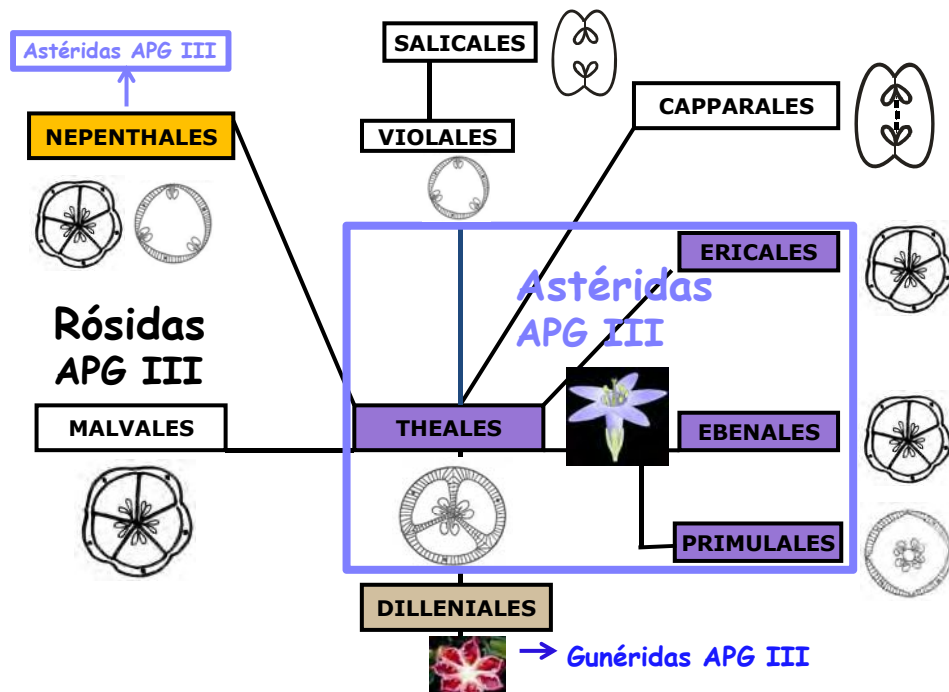 Astéridas APG III
SALICALES
CAPPARALES
NEPENTHALES
VIOLALES
ERICALES
Astéridas
APG III
Rósidas
APG III
MALVALES
THEALES
EBENALES
PRIMULALES
DILLENIALES
Gunéridas APG III